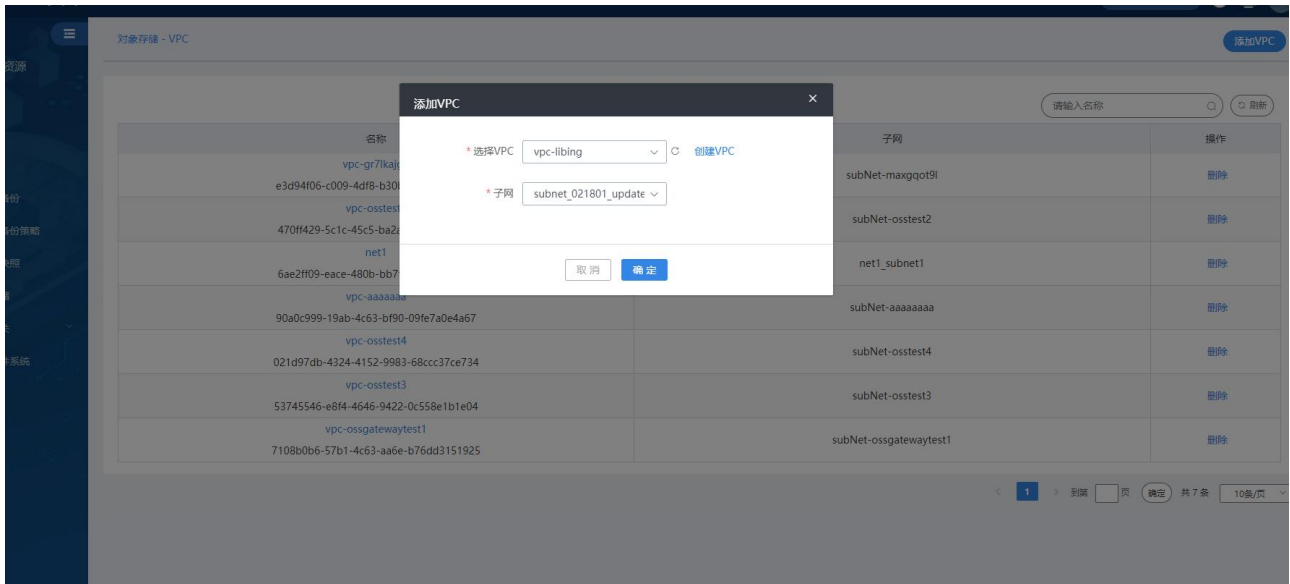 对象存储 - VPC
添加VPC
资源
添加VPC
×
请输入名称
刷新
名称
子网
操作
* 选择VPC
vpc-libing
创建VPC
* 子网
subnet_021801_update
取消
确定
vpc-gr7lkajg
e3d94f06-c009-4df8-b30
subNet-maxgqot9l
删除
备份
vpc-osstest
470ff429-5c1c-45c5-ba2a
subNet-osstest2
删除
备份策略
net1
6ae2ff09-eace-480b-bb7
net1_subnet1
删除
快照
vpc-aaaaaaa
90a0c999-19ab-4c63-bf90-09fe7a0e4a67
subNet-aaaaaaaa
删除
vpc-osstest4
021d97db-4324-4152-9983-68ccc37ce734
subNet-osstest4
删除
系统
vpc-osstest3
53745546-e8f4-4646-9422-0c558e1b1e04
subNet-osstest3
删除
vpc-ossgatewaytest1
7108b0b6-57b1-4c63-aa6e-b76dd3151925
subNet-ossgatewaytest1
删除
< 1 > 到第 页 确定 共 7 条 10条/页